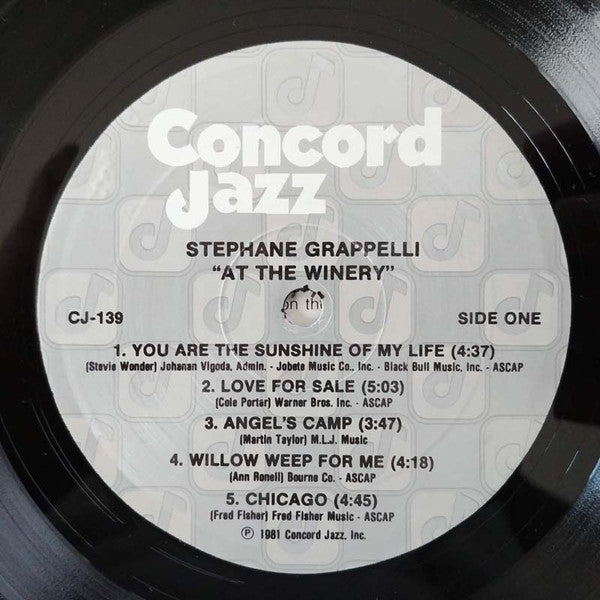 Concord
Jazz
STEPHANE GRAPPELLI
"AT THE WINERY"
on thi
CJ-139
SIDE ONE
1. YOU ARE THE SUNSHINE OF MY LIFE (4:37)
(Stevie Wonder) Johanan Vigoda, Admin. - Jobete Music Co., Inc. - Black Bull Music, Inc. - ASCAP
2. LOVE FOR SALE (5:03)
(Cole Porter) Warner Bros. Inc. - ASCAP
3. ANGEL'S CAMP (3:47)
(Martin Taylor) M.L.J. Music
4. WILLOW WEEP FOR ME (4:18)
(Ann Ronell) Bourne Co. - ASCAP
5. CHICAGO (4:45)
(Fred Fisher) Fred Fisher Music - ASCAP
℗ 1981 Concord Jazz, Inc.